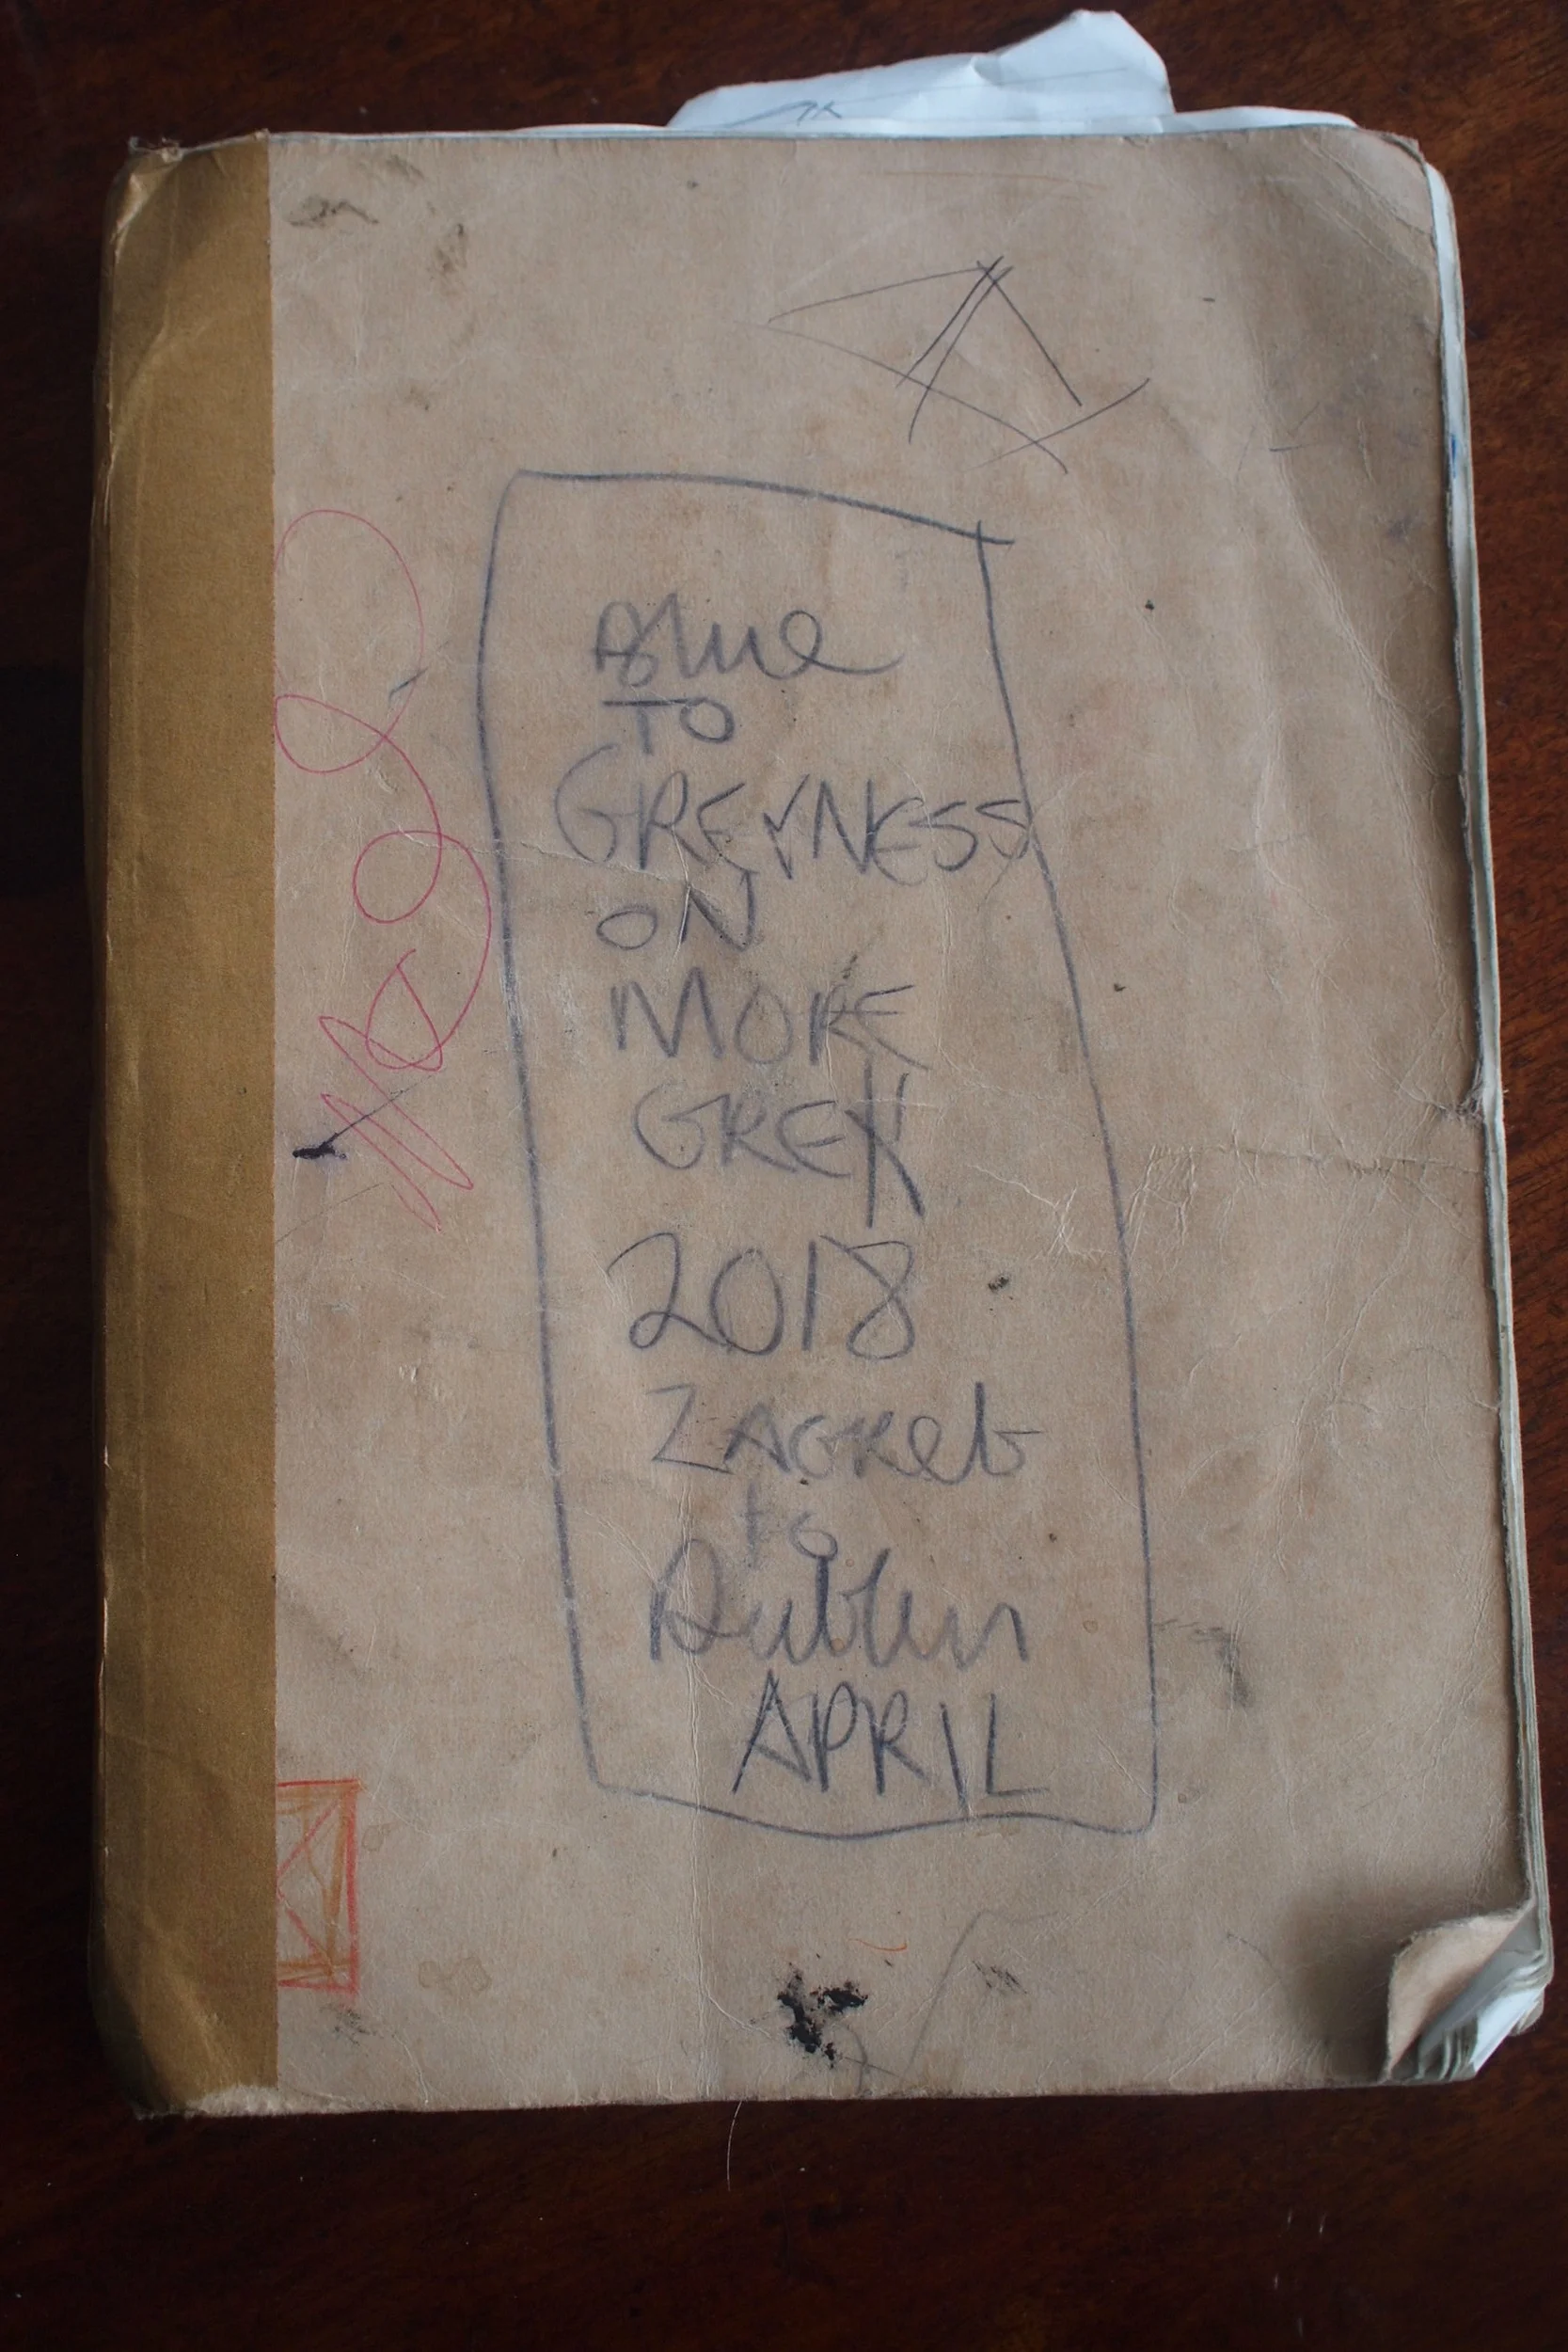 Blue
TO
GREYNESS
ON
MORE
GREY
2018
ZAGREb
to
Dublin
APRIL